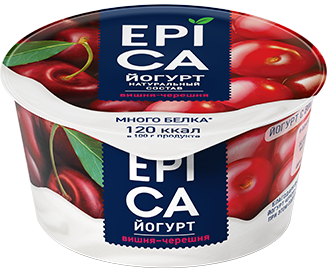 EPI
CA
ЙОГУРТ
НАТУРАЛЬНЫЙ
СОСТАВ
вишня-черешня
МНОГО БЕЛКА*
120 ккал
в 100 г продукта
EPI
CA
ЙОГУРТ
вишня-черешня
ЙОГУРТ С